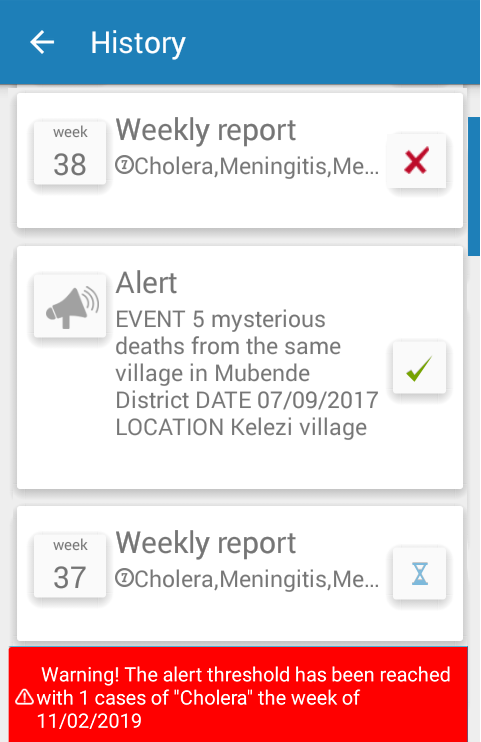 History
week
38
Weekly report
⑦Cholera,Meningitis,Me...
Alert
EVENT 5 mysterious
deaths from the same
village in Mubende
District DATE 07/09/2017
LOCATION Kelezi village
week
37
Weekly report
⑦Cholera,Meningitis,Me...
Warning! The alert threshold has been reached
with 1 cases of "Cholera" the week of
11/02/2019